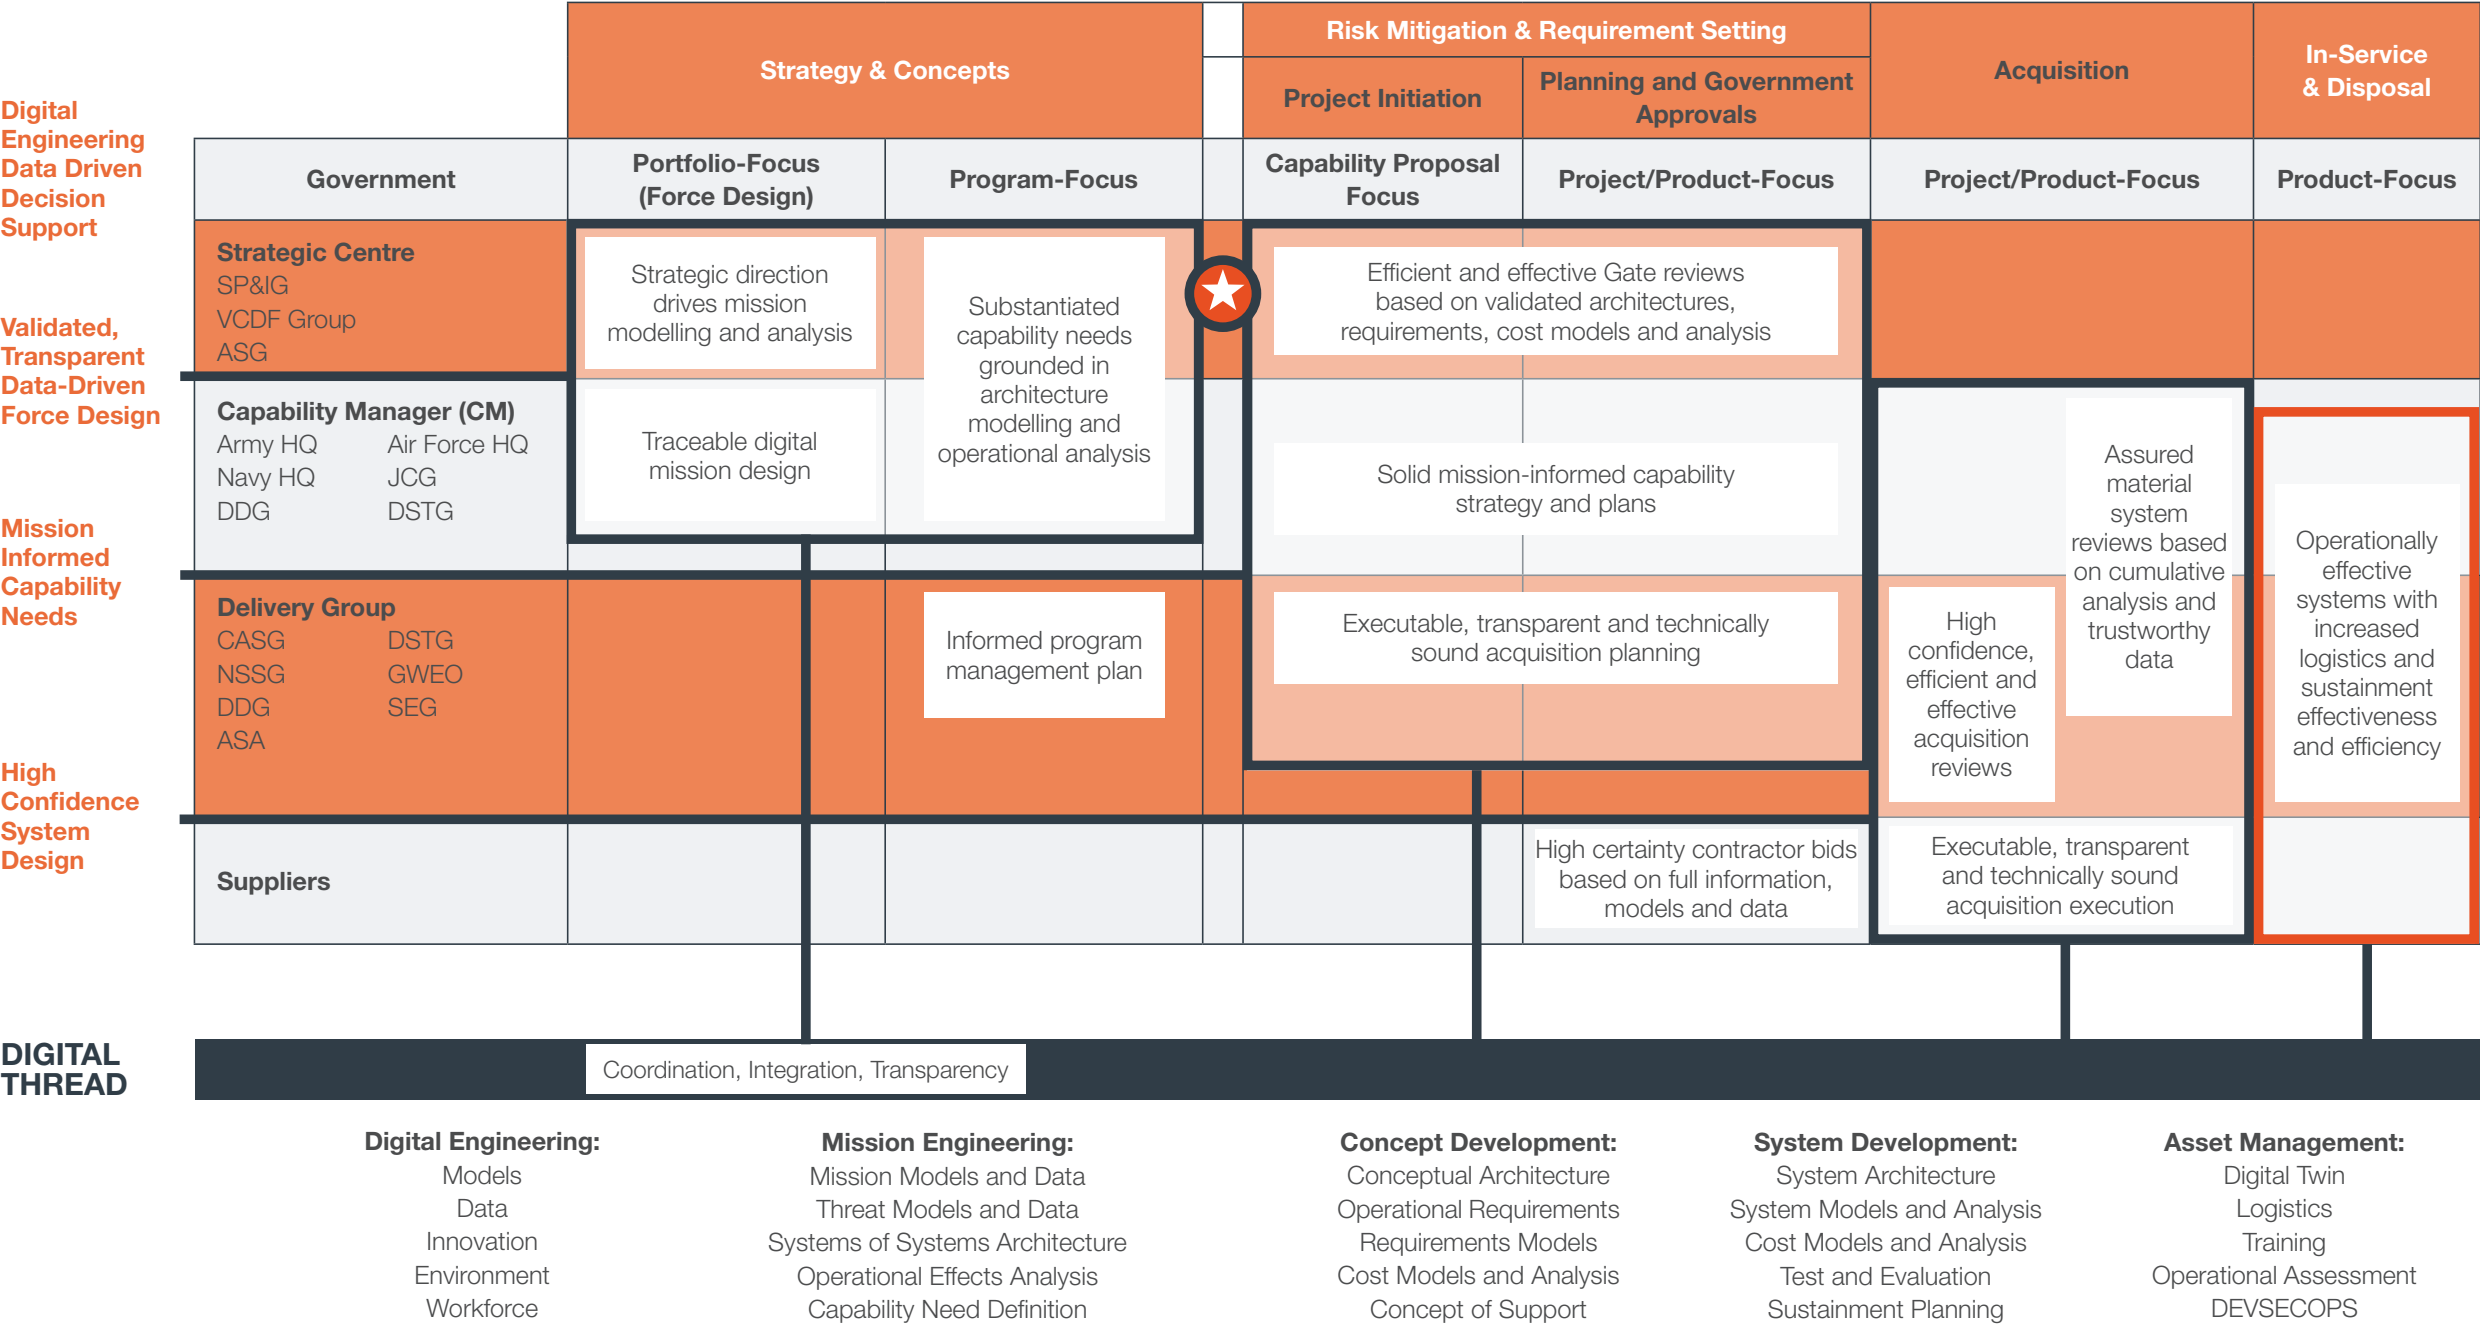 Strategy & Concepts
Risk Mitigation & Requirement Setting
Project Initiation
Planning and Government
Approvals
Acquisition
In-Service
& Disposal
Digital
Engineering
Data Driven
Decision
Support
Validated,
Transparent
Data-Driven
Force Design
Mission
Informed
Capability
Needs
High
Confidence
System
Design
Government
Portfolio-Focus
(Force Design)
Program-Focus
Capability Proposal
Focus
Project/Product-Focus
Project/Product-Focus
Product-Focus
Strategic Centre
SP&IG
VCDF Group
ASG
Strategic direction
drives mission
modelling and analysis
Substantiated
capability needs
grounded in
architecture
modelling and
operational analysis
Efficient and effective Gate reviews
based on validated architectures,
requirements, cost models and analysis
Capability Manager (CM)
Army HQ Air Force HQ
Navy HQ JCG
DDG DSTG
Traceable digital
mission design
Solid mission-informed capability
strategy and plans
Assured
material
system
reviews based
on cumulative
analysis and
trustworthy
data
Operationally
effective
systems with
increased
logistics and
sustainment
effectiveness
and efficiency
Delivery Group
CASG DSTG
NSSG GWEO
DDG SEG
ASA
Informed program
management plan
Executable, transparent and technically
sound acquisition planning
High
confidence,
efficient and
effective
acquisition
reviews
Suppliers
High certainty contractor bids
based on full information,
models and data
Executable, transparent
and technically sound
acquisition execution
DIGITAL
THREAD
Coordination, Integration, Transparency
Digital Engineering:
Models
Data
Innovation
Environment
Workforce
Mission Engineering:
Mission Models and Data
Threat Models and Data
Systems of Systems Architecture
Operational Effects Analysis
Capability Need Definition
Concept Development:
Conceptual Architecture
Operational Requirements
Requirements Models
Cost Models and Analysis
Concept of Support
System Development:
System Architecture
System Models and Analysis
Cost Models and Analysis
Test and Evaluation
Sustainment Planning
Asset Management:
Digital Twin
Logistics
Training
Operational Assessment
DEVSECOPS